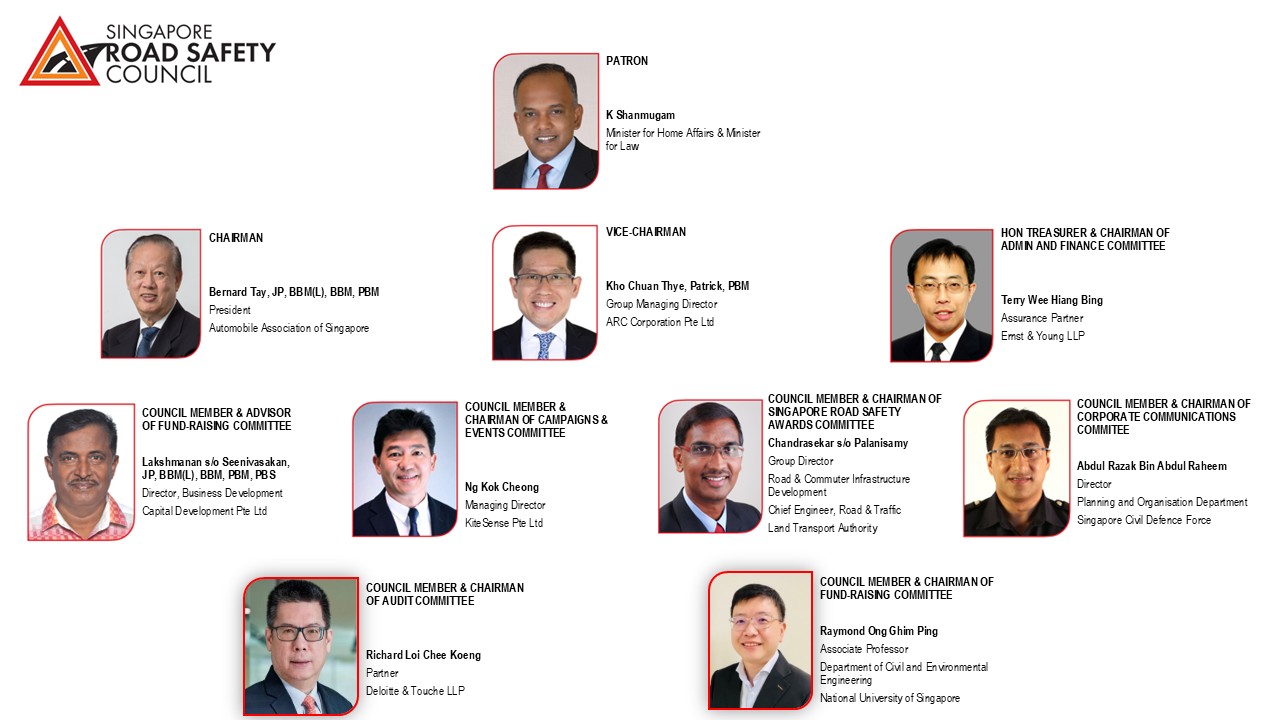 SINGAPORE
ROAD SAFETY
COUNCIL
PATRON
K Shanmugam
Minister for Home Affairs & Minister
for Law
CHAIRMAN
Bernard Tay, JP, BBM(L), BBM, PBM
President
Automobile Association of Singapore
VICE-CHAIRMAN
Kho Chuan Thye, Patrick, PBM
Group Managing Director
ARC Corporation Pte Ltd
HON TREASURER & CHAIRMAN OF
ADMIN AND FINANCE COMMITTEE
Terry Wee Hiang Bing
Assurance Partner
Ernst & Young LLP
COUNCIL MEMBER & ADVISOR
OF FUND-RAISING COMMITTEE
Lakshmanan s/o Seenivasakan,
JP, BBM(L), BBM, PBM, PBS
Director, Business Development
Capital Development Pte Ltd
COUNCIL MEMBER &
CHAIRMAN OF CAMPAIGNS &
EVENTS COMMITTEE
Ng Kok Cheong
Managing Director
KiteSense Pte Ltd
COUNCIL MEMBER & CHAIRMAN OF
SINGAPORE ROAD SAFETY
AWARDS COMMITTEE
Chandrasekar s/o Palanisamy
Group Director
Road & Commuter Infrastructure
Development
Chief Engineer, Road & Traffic
Land Transport Authority
COUNCIL MEMBER & CHAIRMAN OF
CORPORATE COMMUNICATIONS
COMMITEE
Abdul Razak Bin Abdul Raheem
Director
Planning and Organisation Department
Singapore Civil Defence Force
COUNCIL MEMBER & CHAIRMAN
OF AUDIT COMMITTEE
Richard Loi Chee Koeng
Partner
Deloitte & Touche LLP
COUNCIL MEMBER & CHAIRMAN OF
FUND-RAISING COMMITTEE
Raymond Ong Ghim Ping
Associate Professor
Department of Civil and Environmental
Engineering
National University of Singapore